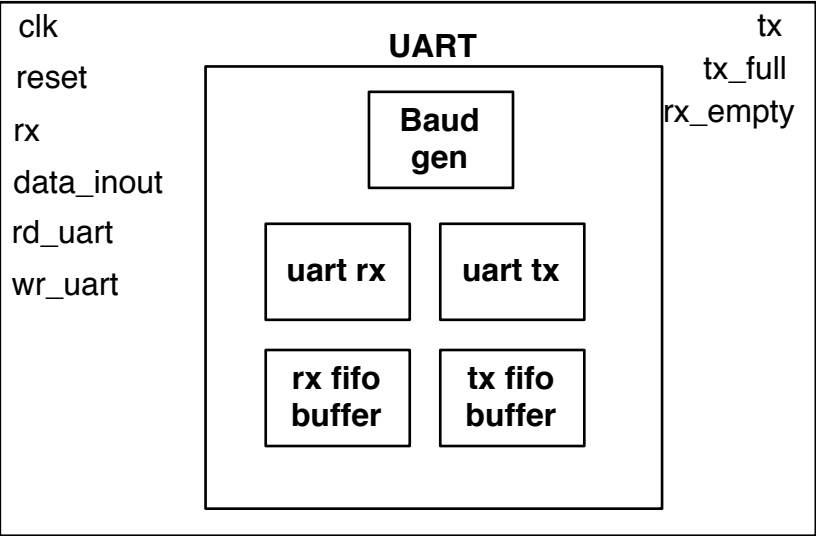 clk
reset
rx
data_inout
rd_uart
wr_uart
UART
Baud
gen
uart rx
uart tx
rx fifo
buffer
tx fifo
buffer
tx
tx_full
rx_empty